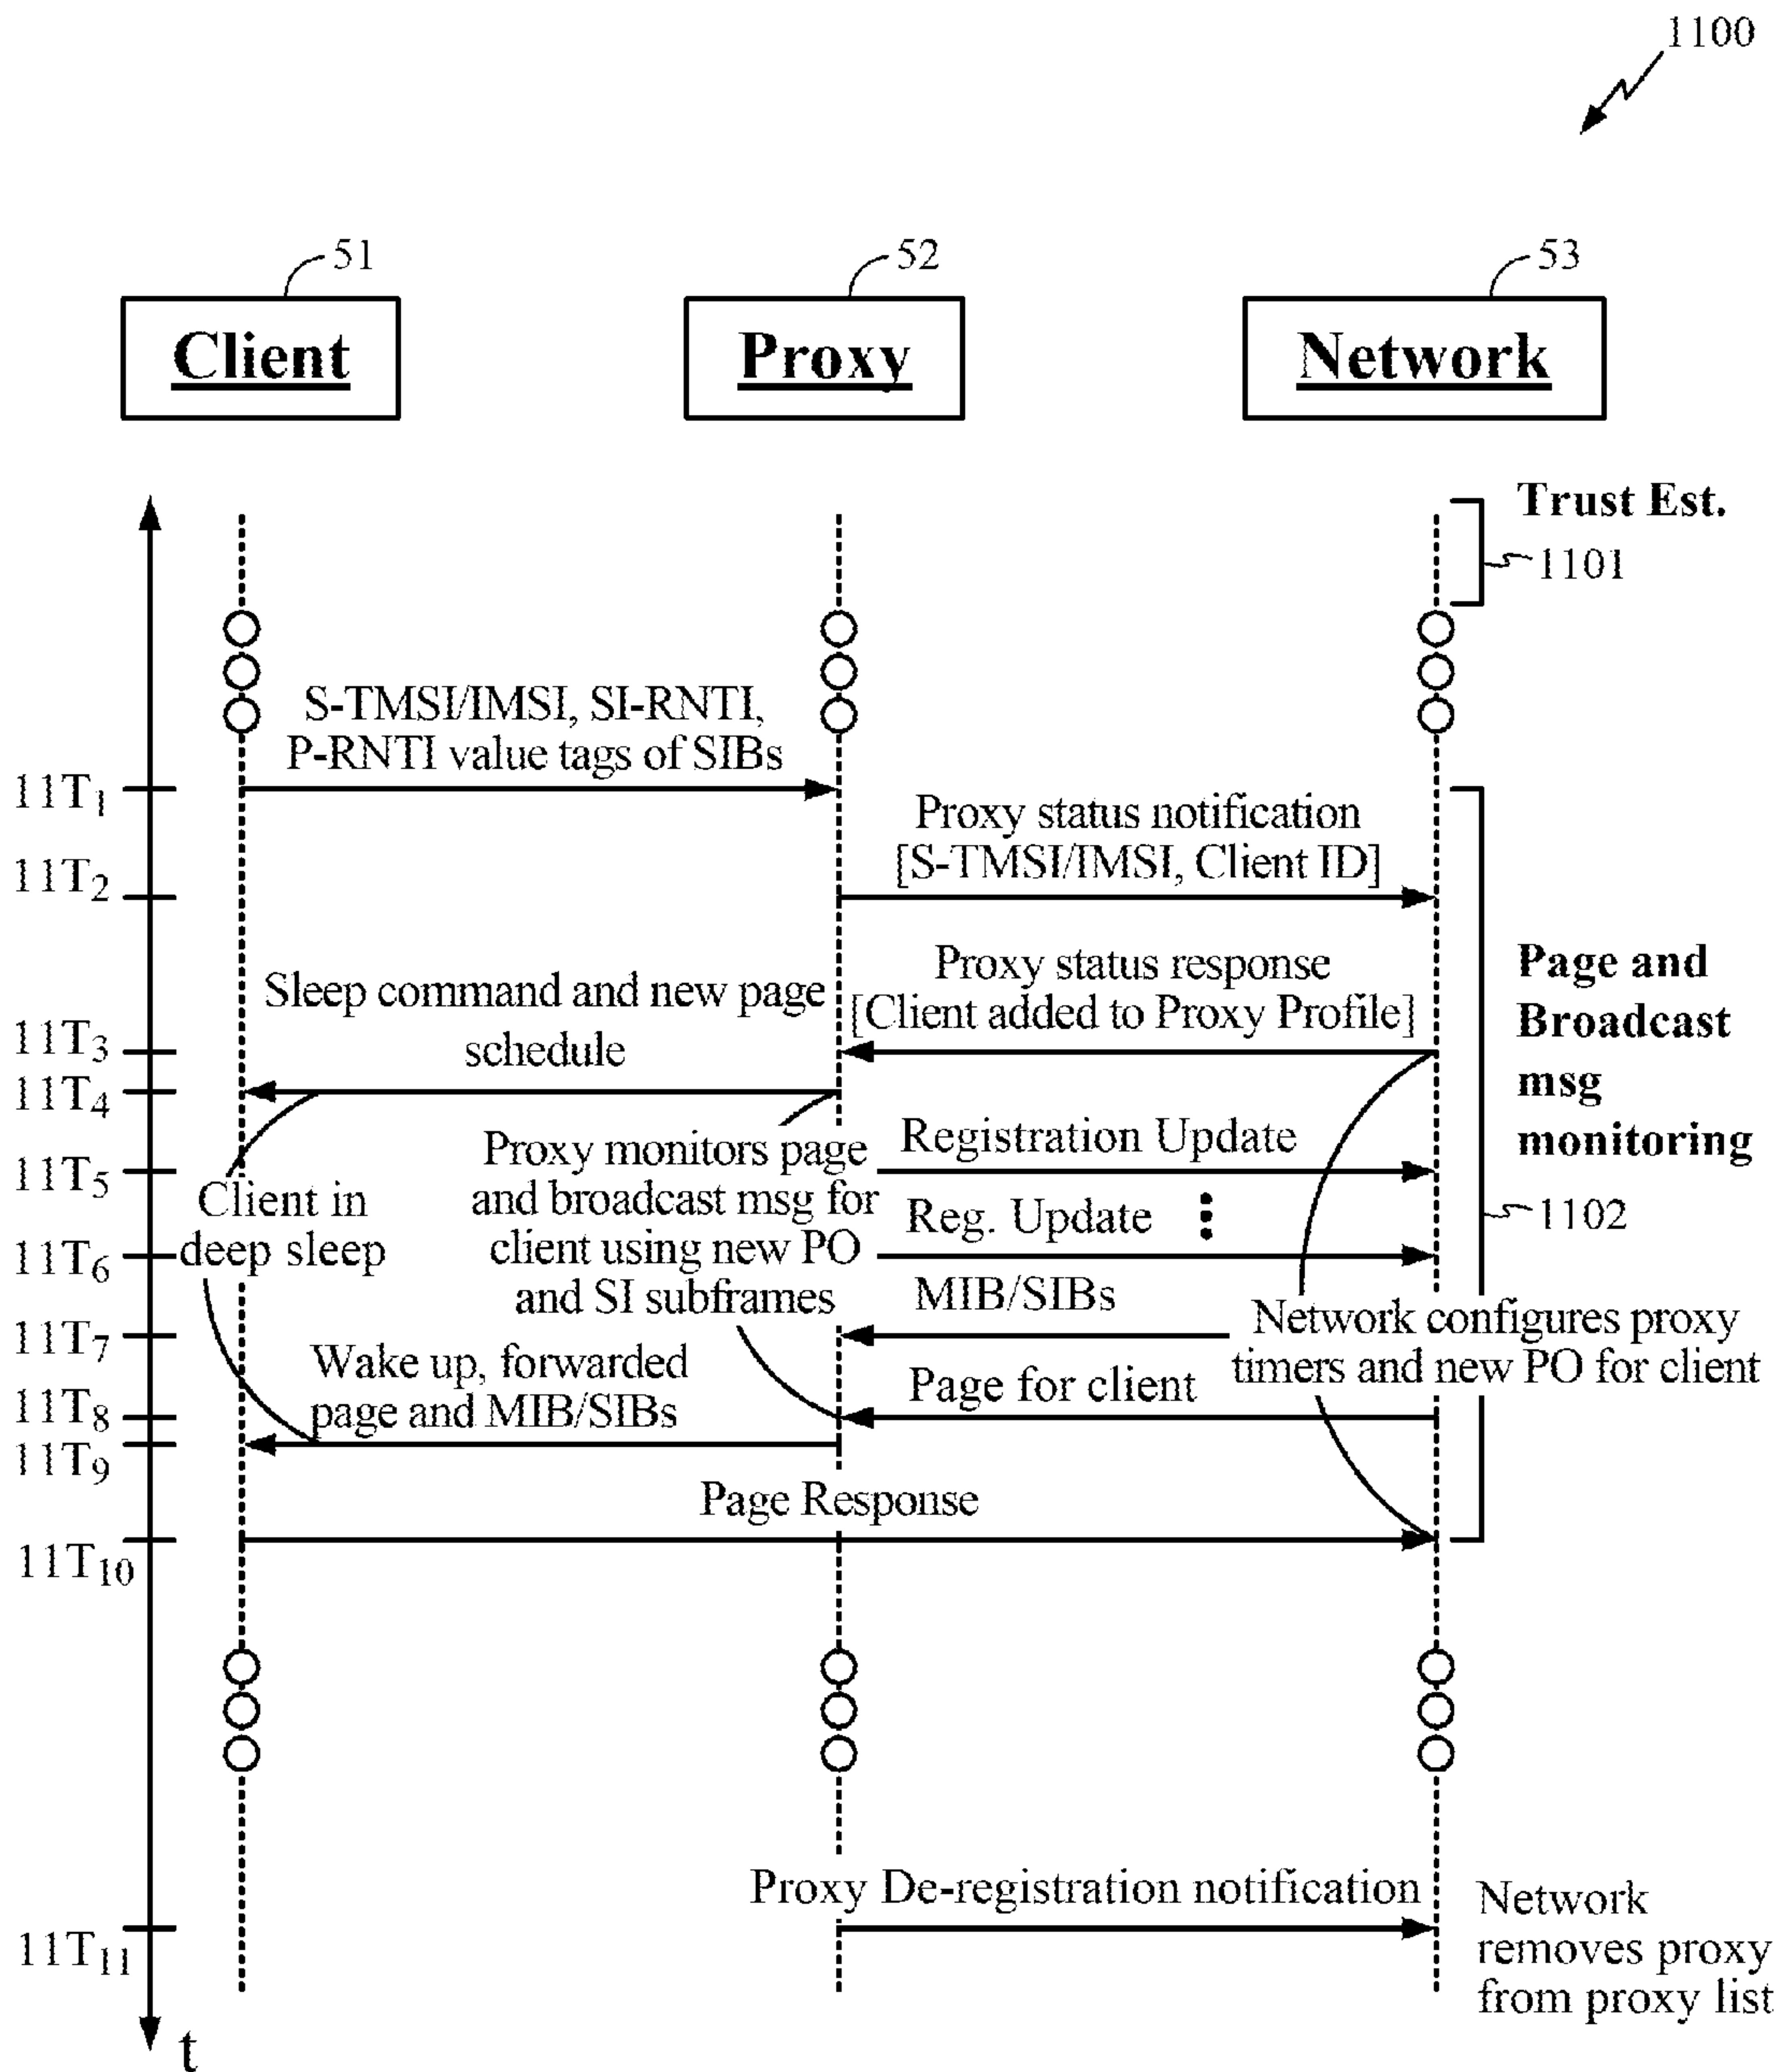 1100
51
52
53
Client
Proxy
Network
Trust Est.
1101
S-TMSI/IMSI, SI-RNTI,
P-RNTI value tags of SIBs
11T1
Proxy status notification
[S-TMSI/IMSI, Client ID]
11T2
Proxy status response
[Client added to Proxy Profile]
Sleep command and new page
schedule
11T3
11T4
Page and
Broadcast
msg
monitoring
1102
Registration Update
11T5
Proxy monitors page
and broadcast msg for
client using new PO
and SI subframes
Client in
deep sleep
Reg. Update
11T6
MIB/SIBs
11T7
Network configures proxy
timers and new PO for client
Wake up, forwarded
page and MIB/SIBs
Page for client
11T8
11T9
Page Response
11T10
Proxy De-registration notification
11T11
Network
removes proxy
from proxy list
t